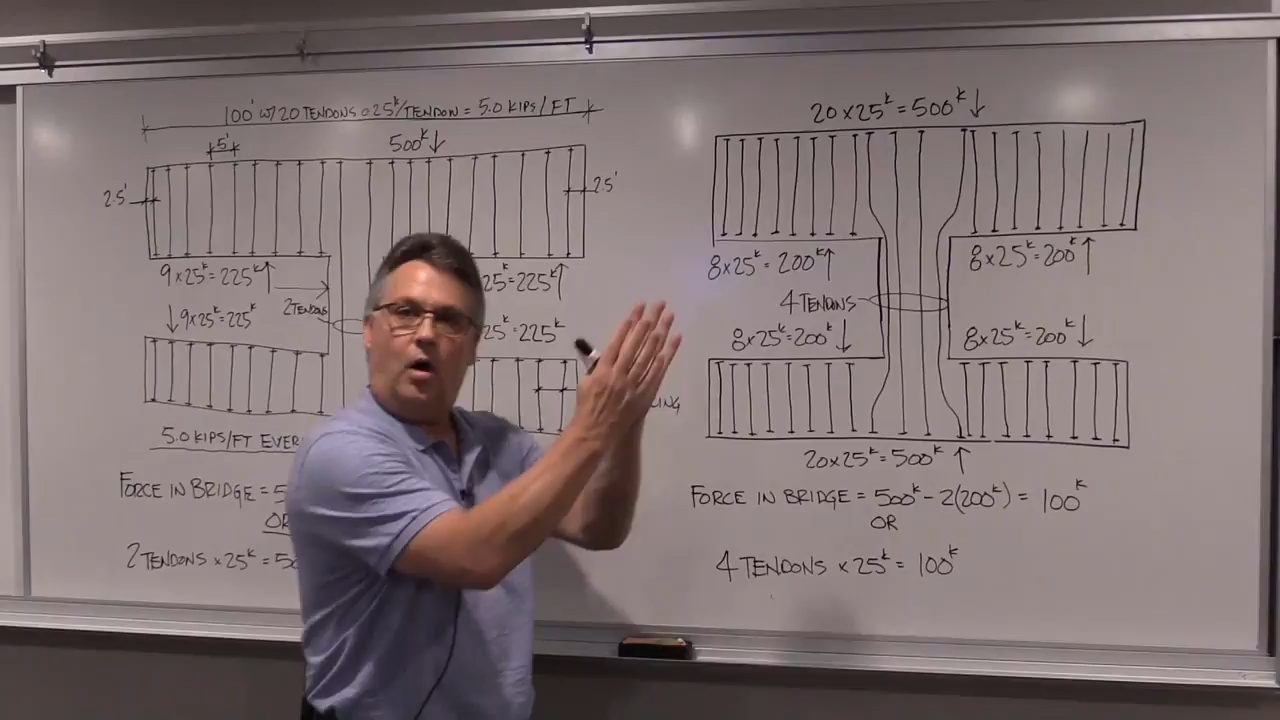 100' W/ 20 TENDONS @ 25ᵏ/TENDON = 5.0 KIPS/FT
5'
500ᵏ↓
2.5'
2.5'
9×25ᵏ=225ᵏ↑
25ᵏ=225ᵏ↑
2 TENDONS
↓9×25ᵏ=225ᵏ
25ᵏ=225ᵏ
5.0 KIPS/FT
FORCE IN BRIDGE =
OR
2 TENDONS ×25ᵏ=
20×25ᵏ=500ᵏ↓
8×25ᵏ=200ᵏ↑
8×25ᵏ=200ᵏ↑
4 TENDONS
8×25ᵏ=200ᵏ↓
8×25ᵏ=200ᵏ↓
20×25ᵏ=500ᵏ↑
FORCE IN BRIDGE = 500ᵏ-2(200ᵏ) = 100ᵏ
OR
4 TENDONS ×25ᵏ= 100ᵏ